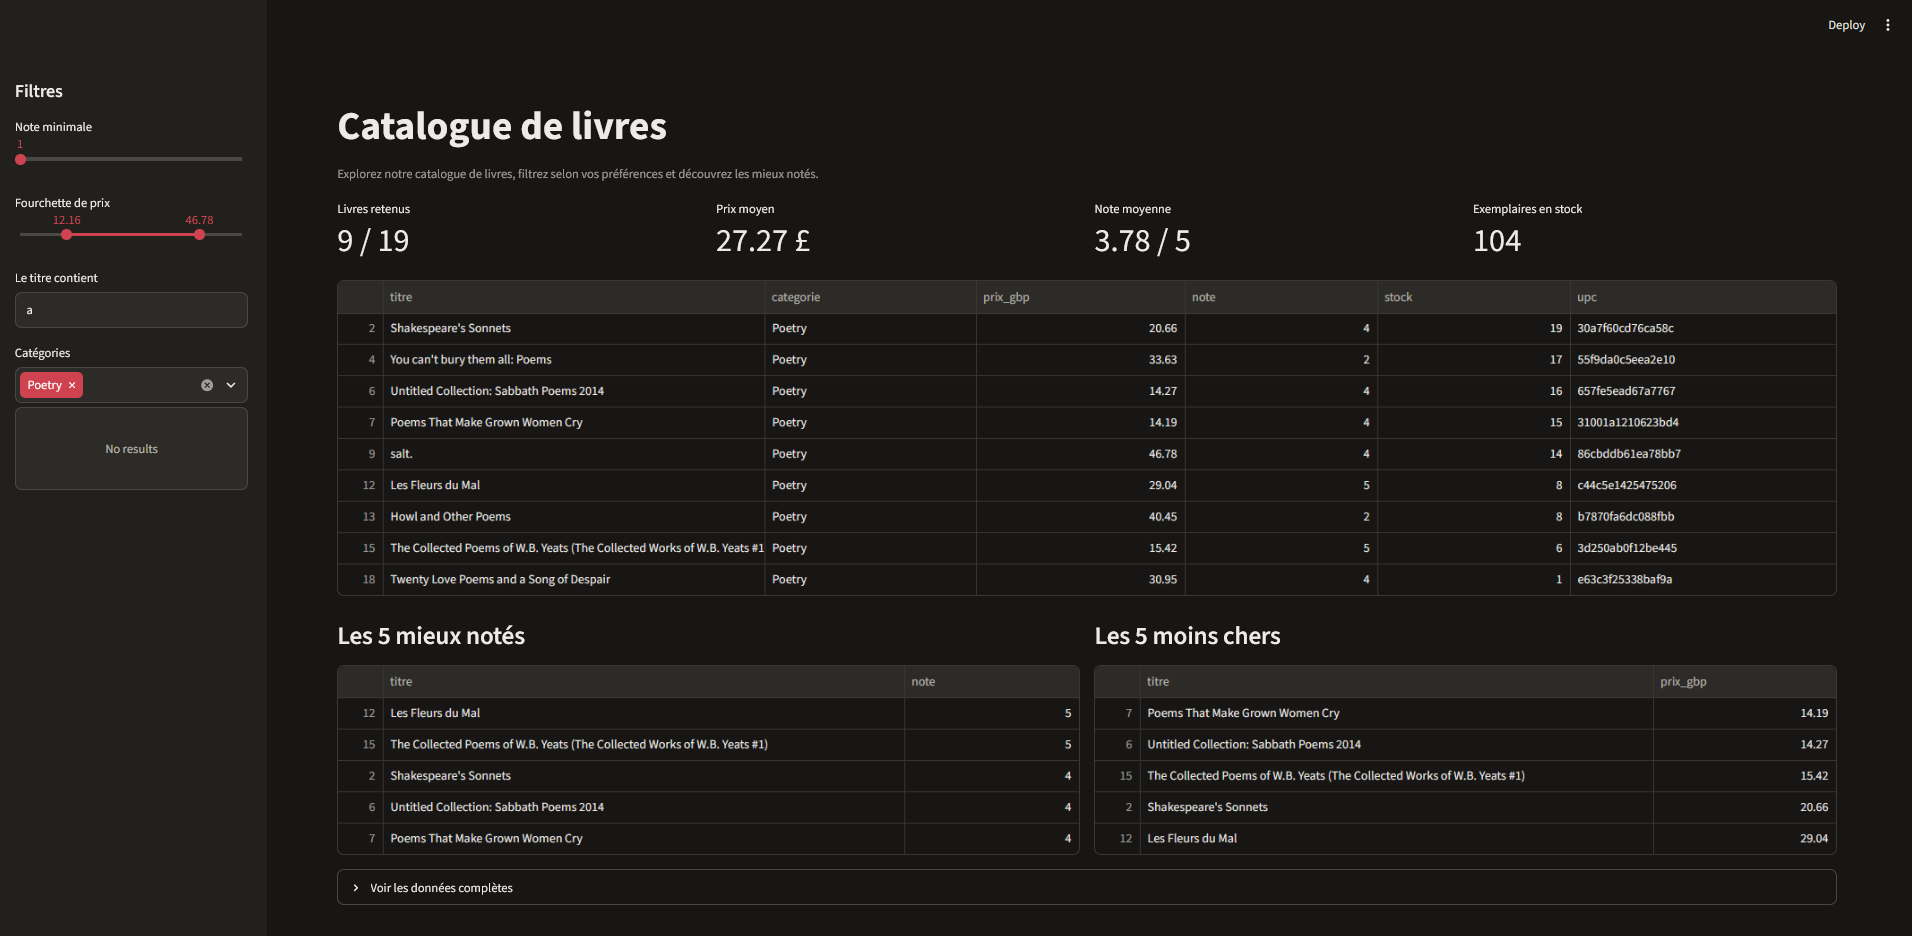 Deploy
Filtres
Note minimale
1
Fourchette de prix
12.16 46.78
Le titre contient
a
Catégories
Poetry
No results
Catalogue de livres
Explorez notre catalogue de livres, filtrez selon vos préférences et découvrez les mieux notés.
Livres retenus Prix moyen Note moyenne Exemplaires en stock
9 / 19 27.27 £ 3.78 / 5 104
titre categorie prix_gbp note stock upc
2 Shakespeare's Sonnets Poetry 20.66 4 19 30a7f60cd76ca58c
4 You can't bury them all: Poems Poetry 33.63 2 17 55f9da0c5eea2e10
6 Untitled Collection: Sabbath Poems 2014 Poetry 14.27 4 16 657fe5ead67a7767
7 Poems That Make Grown Women Cry Poetry 14.19 4 15 31001a1210623bd4
9 salt. Poetry 46.78 4 14 86cbddb61ea78bb7
12 Les Fleurs du Mal Poetry 29.04 5 8 c44c5e1425475206
13 Howl and Other Poems Poetry 40.45 2 8 b7870fa6dc088fbb
15 The Collected Poems of W.B. Yeats (The Collected Works of W.B. Yeats #1 Poetry 15.42 5 6 3d250ab0f12be445
18 Twenty Love Poems and a Song of Despair Poetry 30.95 4 1 e63c3f25338baf9a
Les 5 mieux notés
titre note
12 Les Fleurs du Mal 5
15 The Collected Poems of W.B. Yeats (The Collected Works of W.B. Yeats #1) 5
2 Shakespeare's Sonnets 4
6 Untitled Collection: Sabbath Poems 2014 4
7 Poems That Make Grown Women Cry 4
Les 5 moins chers
titre prix_gbp
7 Poems That Make Grown Women Cry 14.19
6 Untitled Collection: Sabbath Poems 2014 14.27
15 The Collected Poems of W.B. Yeats (The Collected Works of W.B. Yeats #1) 15.42
2 Shakespeare's Sonnets 20.66
12 Les Fleurs du Mal 29.04
Voir les données complètes